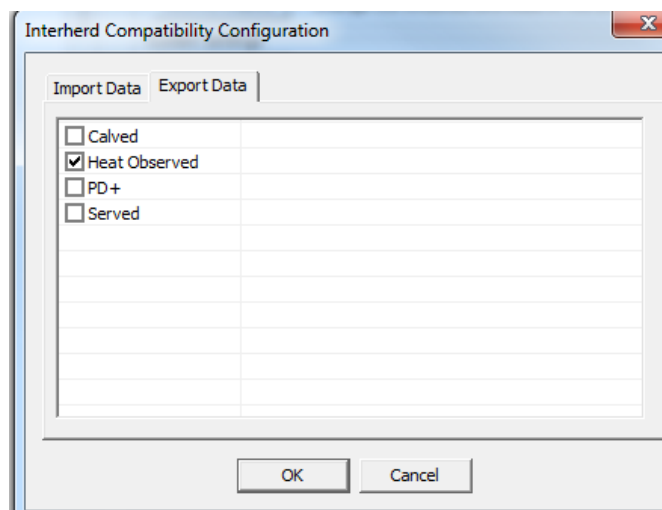 Interherd Compatibility Configuration
Import Data Export Data
Calved
Heat Observed
PD+
Served
OK Cancel